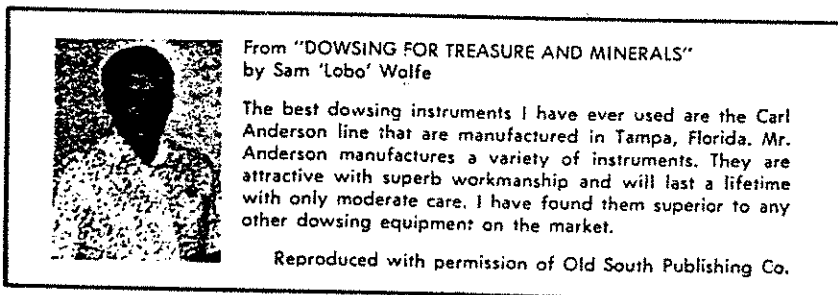 From "DOWSING FOR TREASURE AND MINERALS"
by Sam 'Lobo' Wolfe
The best dowsing instruments I have ever used are the Carl
Anderson line that are manufactured in Tampa, Florida. Mr.
Anderson manufactures a variety of instruments. They are
attractive with superb workmanship and will last a lifetime
with only moderate care. I have found them superior to any
other dowsing equipment on the market.
Reproduced with permission of Old South Publishing Co.